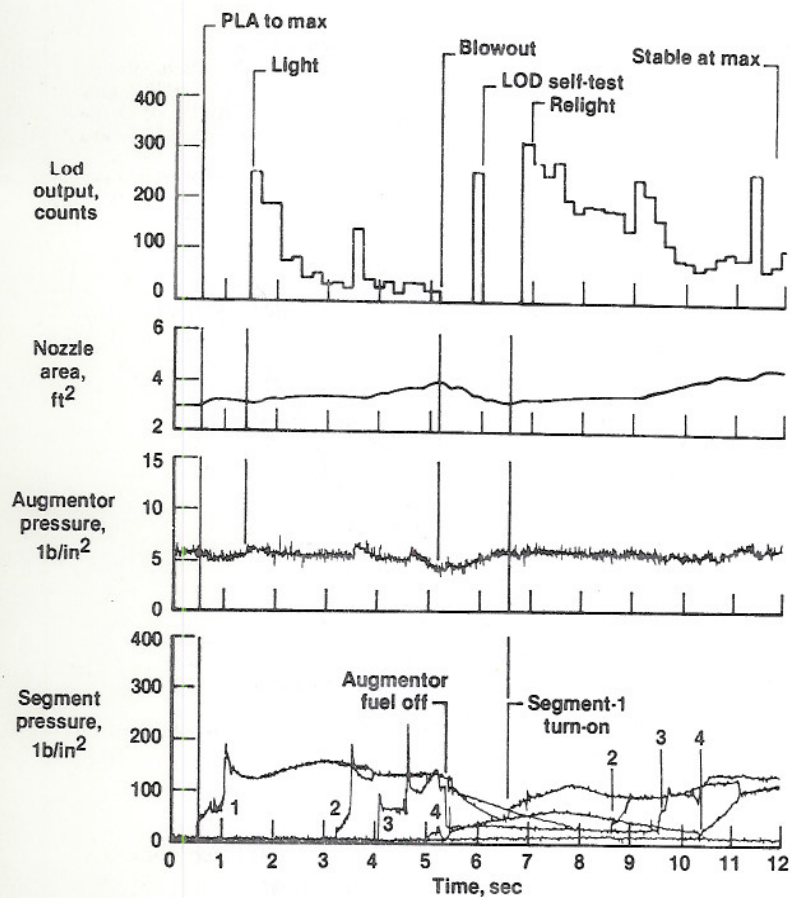 PLA to max
Light
Blowout
LOD self-test
Relight
Stable at max
Lod
output,
counts
400
300
200
100
0
Nozzle
area,
ft2
6
4
2
Augmentor
pressure,
1b/in2
15
10
5
0
Segment
pressure,
1b/in2
400
300
200
100
0
Augmentor
fuel off
Segment-1
turn-on
1
2
3
4
2
3
4
0 1 2 3 4 5 6 7 8 9 10 11 12
Time, sec